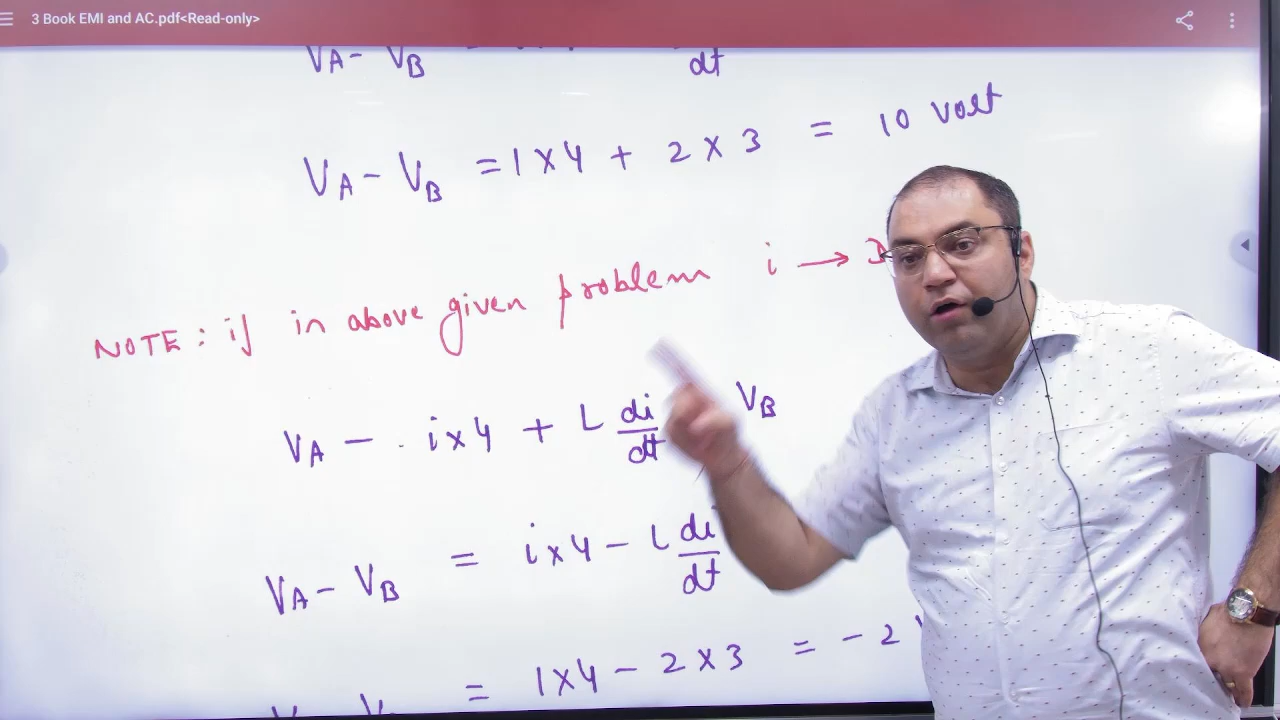 3 Book EMI and AC.pdf<Read-only>
VA - VB = dt
VA - VB = 1 x 4 + 2 x 3 = 10 volt
NOTE : if in above given problem i →
VA - i x 4 + L di/dt VB
VA - VB = i x 4 - L di/dt
= 1 x 4 - 2 x 3 = - 2